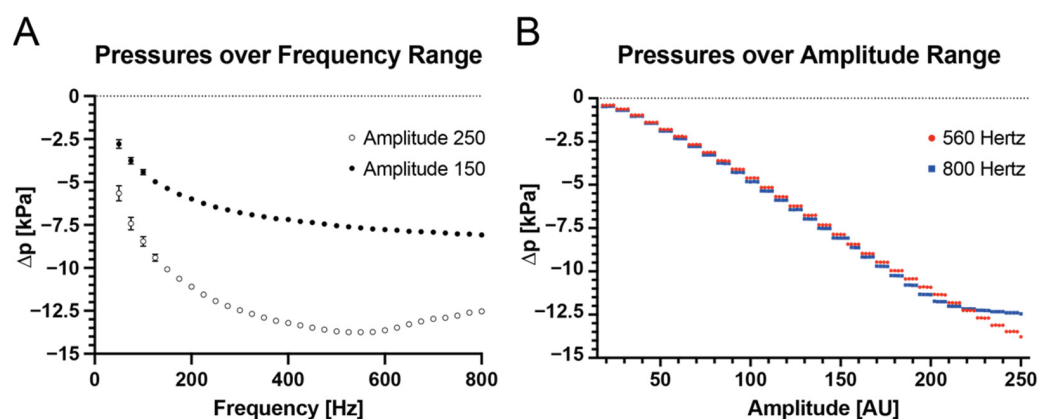 A
Pressures over Frequency Range
0
−2.5
−5
−7.5
−10
−12.5
−15
Δp [kPa]
Amplitude 250
Amplitude 150
0
200
400
600
800
Frequency [Hz]
B
Pressures over Amplitude Range
0
−2.5
−5
−7.5
−10
−12.5
−15
Δp [kPa]
560 Hertz
800 Hertz
50
100
150
200
250
Amplitude [AU]